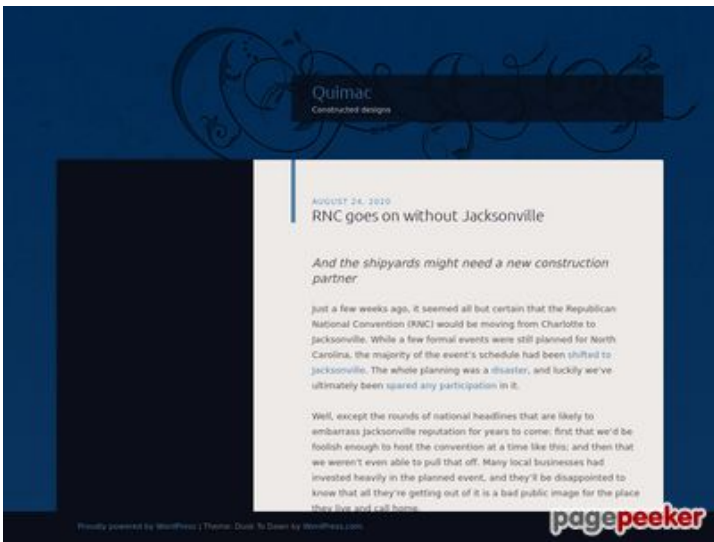 Quimac
Constructed designs
AUGUST 24, 2020
RNC goes on without Jacksonville
And the shipyards might need a new construction
partner
Just a few weeks ago, it seemed all but certain that the Republican
National Convention (RNC) would be moving from Charlotte to
Jacksonville. While a few formal events were still planned for North
Carolina, the majority of the event's schedule had been shifted to
Jacksonville. The whole planning was a disaster, and luckily we've
ultimately been spared any participation in it.
Well, except the rounds of national headlines that are likely to
embarrass Jacksonville reputation for years to come: first that we'd be
foolish enough to host the convention at a time like this; and then that
we weren't even able to pull that off. Many local businesses had
invested heavily in the planned event, and they'll be disappointed to
know that all they're getting out of it is a bad public image for the place
they live and call home.
Proudly powered by WordPress | Theme: Dusk To Dawn by WordPress.com
pagepeeker